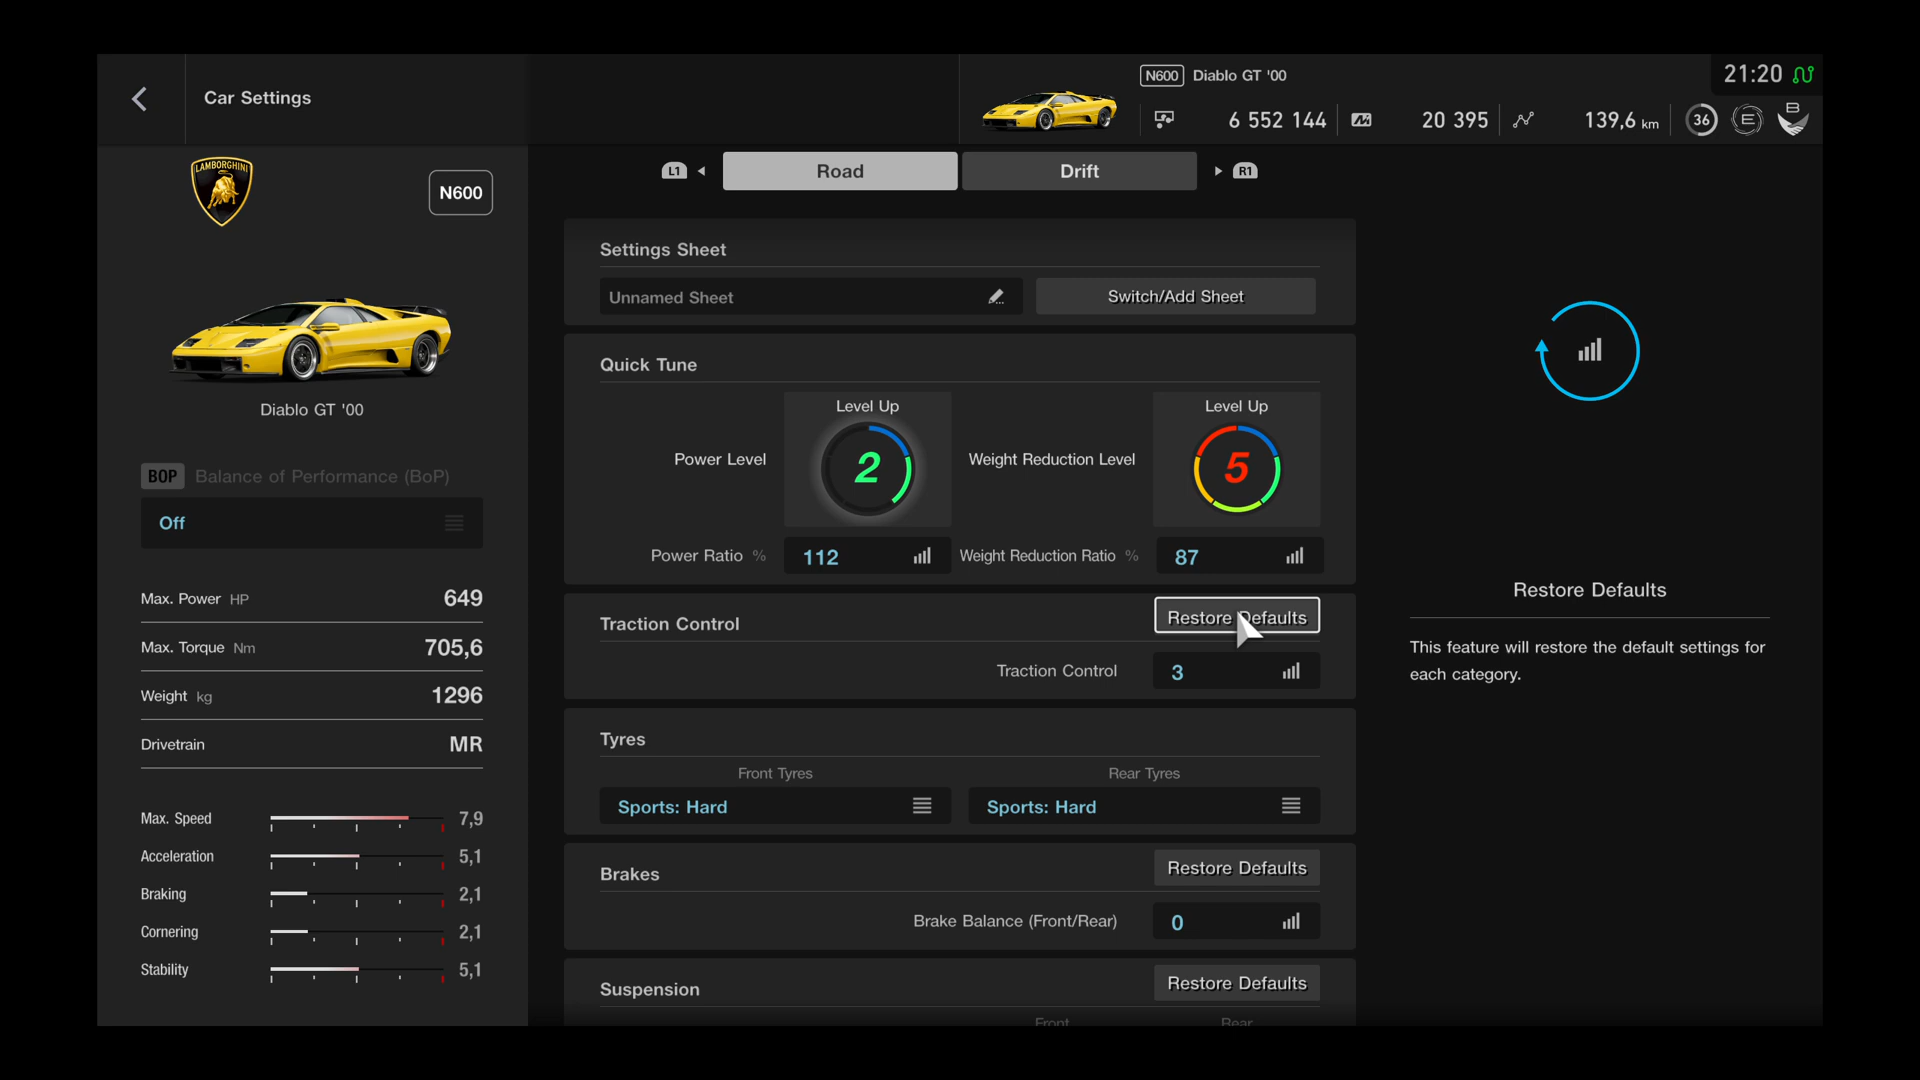 Car Settings
N600 Diablo GT '00
21:20
6 552 144
20 395
139,6 km
36
E
B
LAMBORGHINI
N600
L1
Road
Drift
R1
Diablo GT '00
BOP Balance of Performance (BoP)
Off
Max. Power HP 649
Max. Torque Nm 705,6
Weight kg 1296
Drivetrain MR
Max. Speed 7,9
Acceleration 5,1
Braking 2,1
Cornering 2,1
Stability 5,1
Settings Sheet
Unnamed Sheet
Switch/Add Sheet
Quick Tune
Level Up
Level Up
Power Level 2
Weight Reduction Level 5
Power Ratio % 112
Weight Reduction Ratio % 87
Traction Control
Restore Defaults
Traction Control 3
Tyres
Front Tyres
Rear Tyres
Sports: Hard
Sports: Hard
Brakes
Restore Defaults
Brake Balance (Front/Rear) 0
Suspension
Restore Defaults
Front
Rear
Restore Defaults
This feature will restore the default settings for
each category.